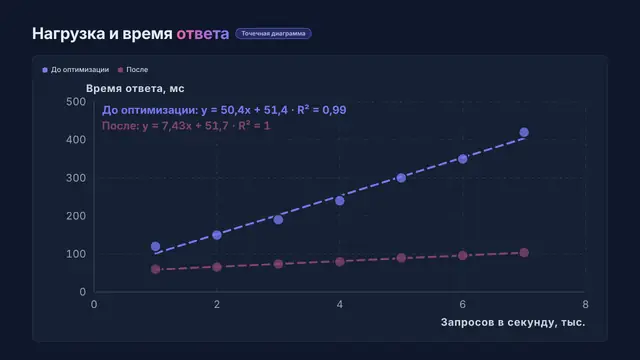 Нагрузка и время ответа
Точечная диаграмма
До оптимизации
После
Время ответа, мс
До оптимизации: y = 50,4x + 51,4 · R² = 0,99
После: y = 7,43x + 51,7 · R² = 1
500
400
300
200
100
0
0 2 4 6 8
Запросов в секунду, тыс.